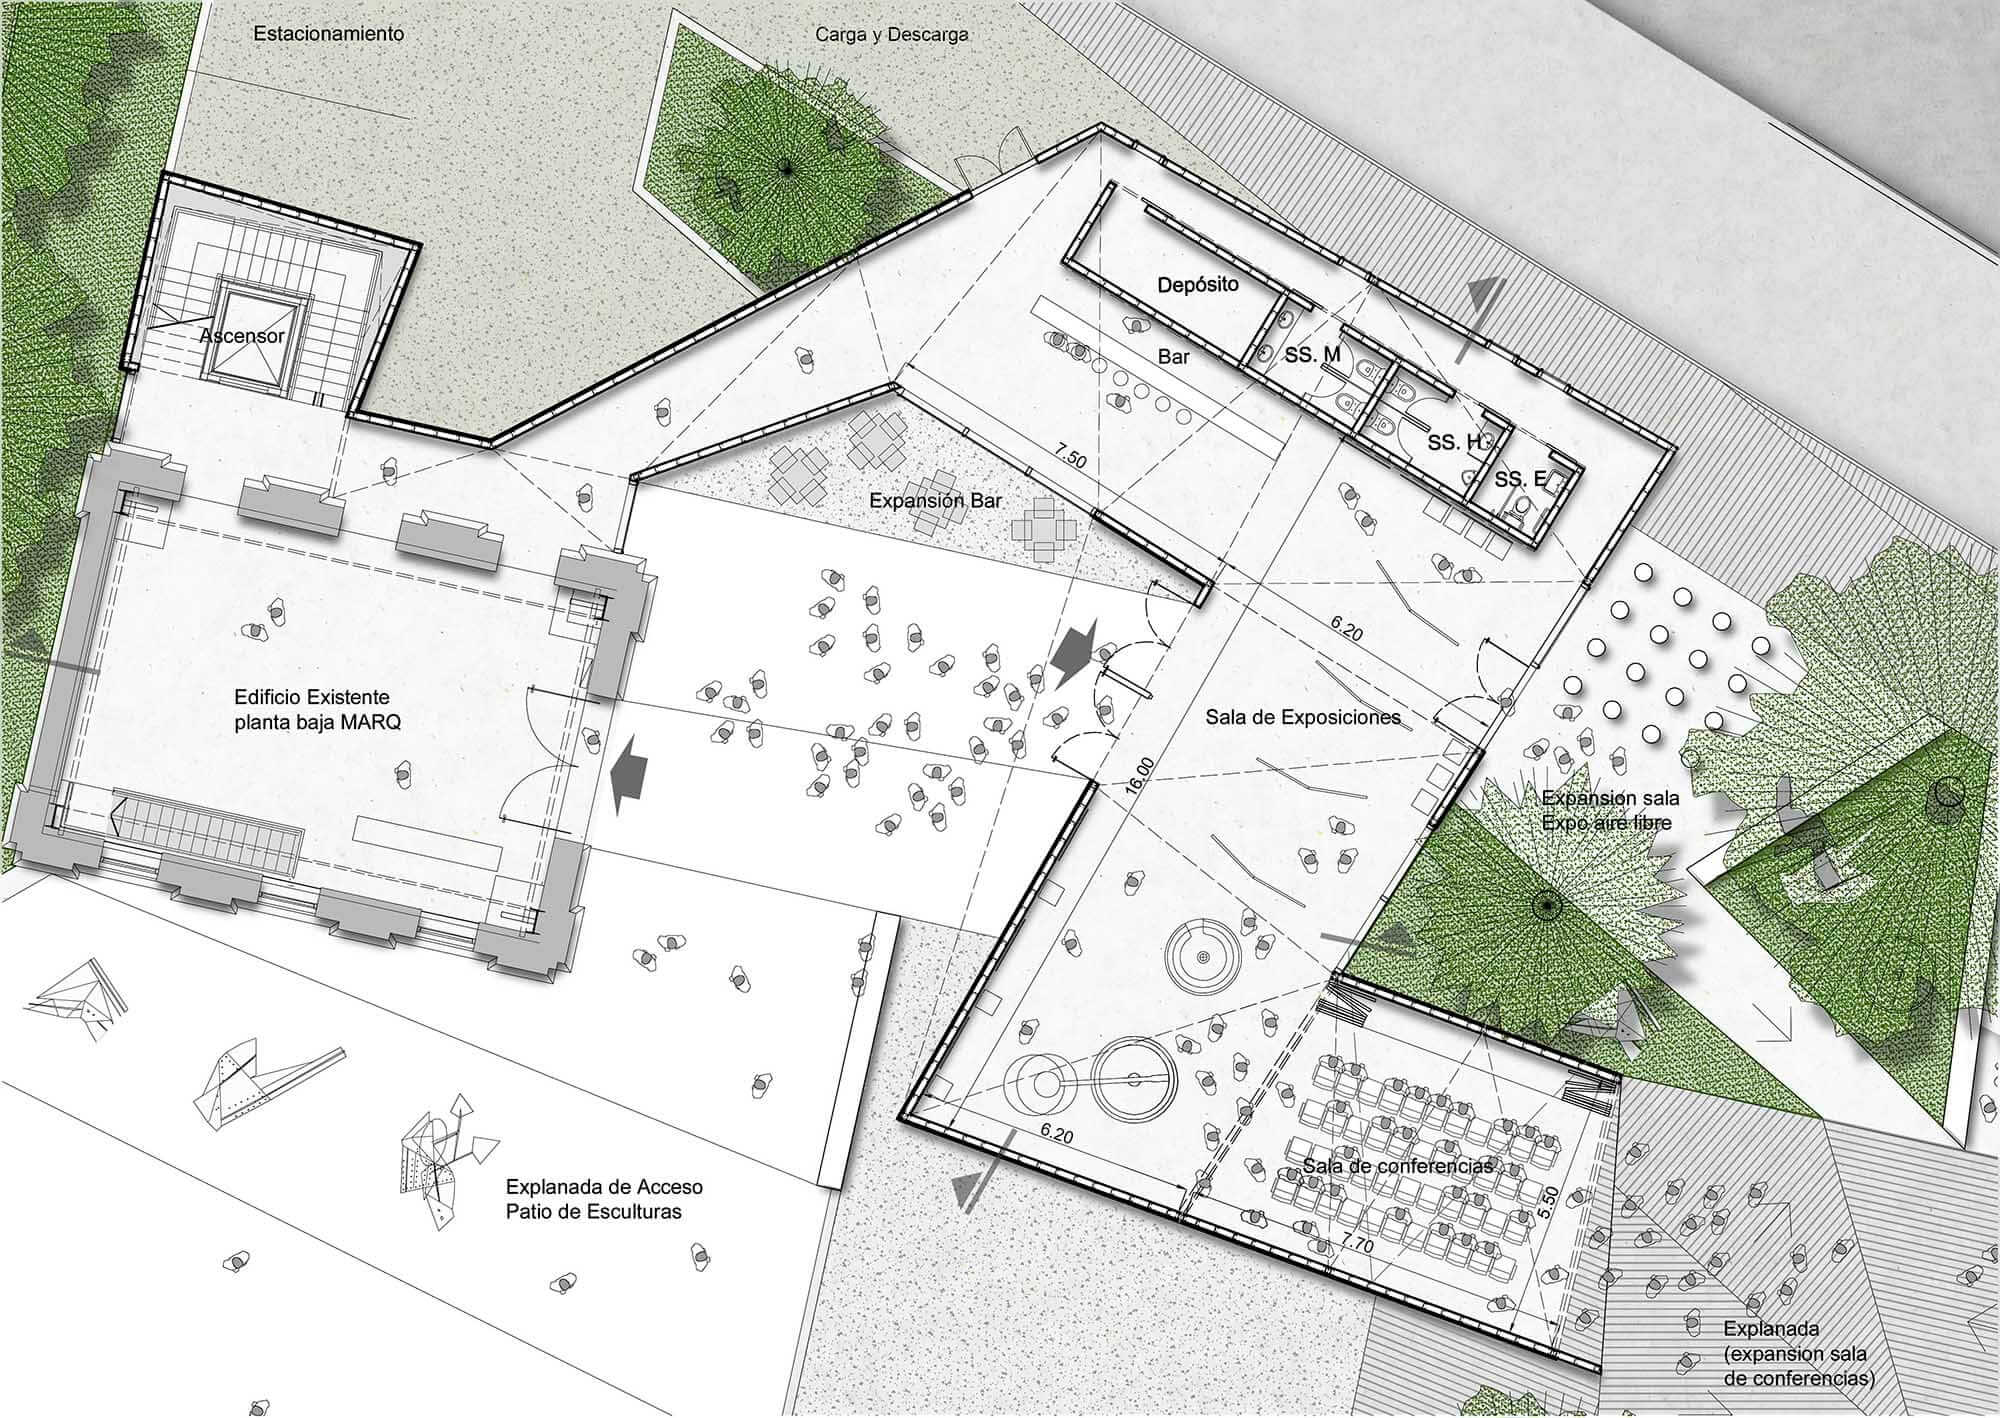 Estacionamiento
Carga y Descarga
Depósito
Ascensor
Bar
SS. M
SS. H
SS. E
7.50
Expansión Bar
6.20
Edificio Existente
planta baja MARQ
Sala de Exposiciones
16.00
Expansion sala
Expo aire libre
6.20
Sala de conferencias
5.50
7.70
Explanada de Acceso
Patio de Esculturas
Explanada
(expansion sala
de conferencias)